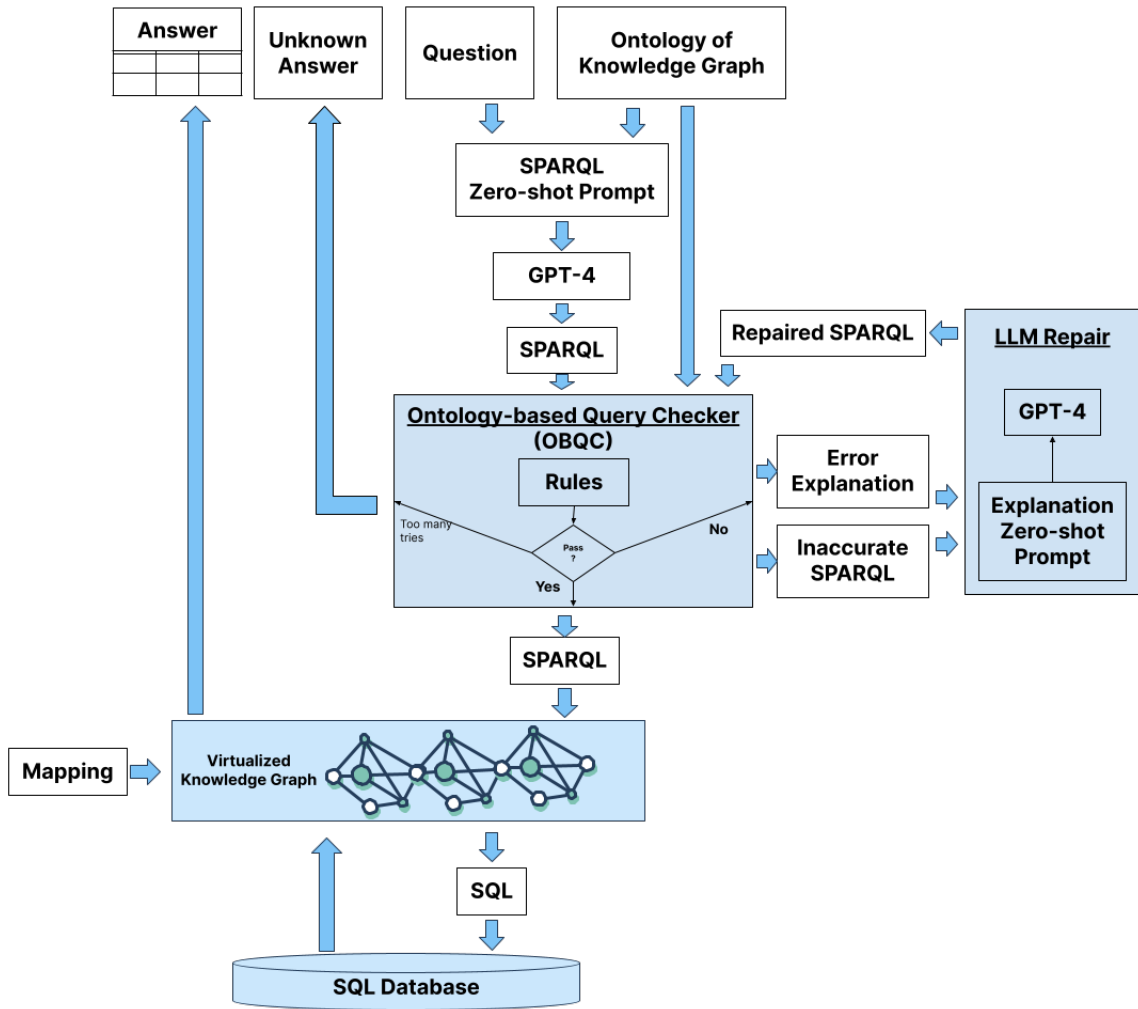 Answer
Unknown
Answer
Question
Ontology of
Knowledge Graph
SPARQL
Zero-shot Prompt
GPT-4
SPARQL
Repaired SPARQL
LLM Repair
GPT-4
Explanation
Zero-shot
Prompt
Ontology-based Query Checker
(OBQC)
Rules
Too many
tries
Pass
?
No
Yes
Error
Explanation
Inaccurate
SPARQL
SPARQL
Mapping
Virtualized
Knowledge Graph
SQL
SQL Database